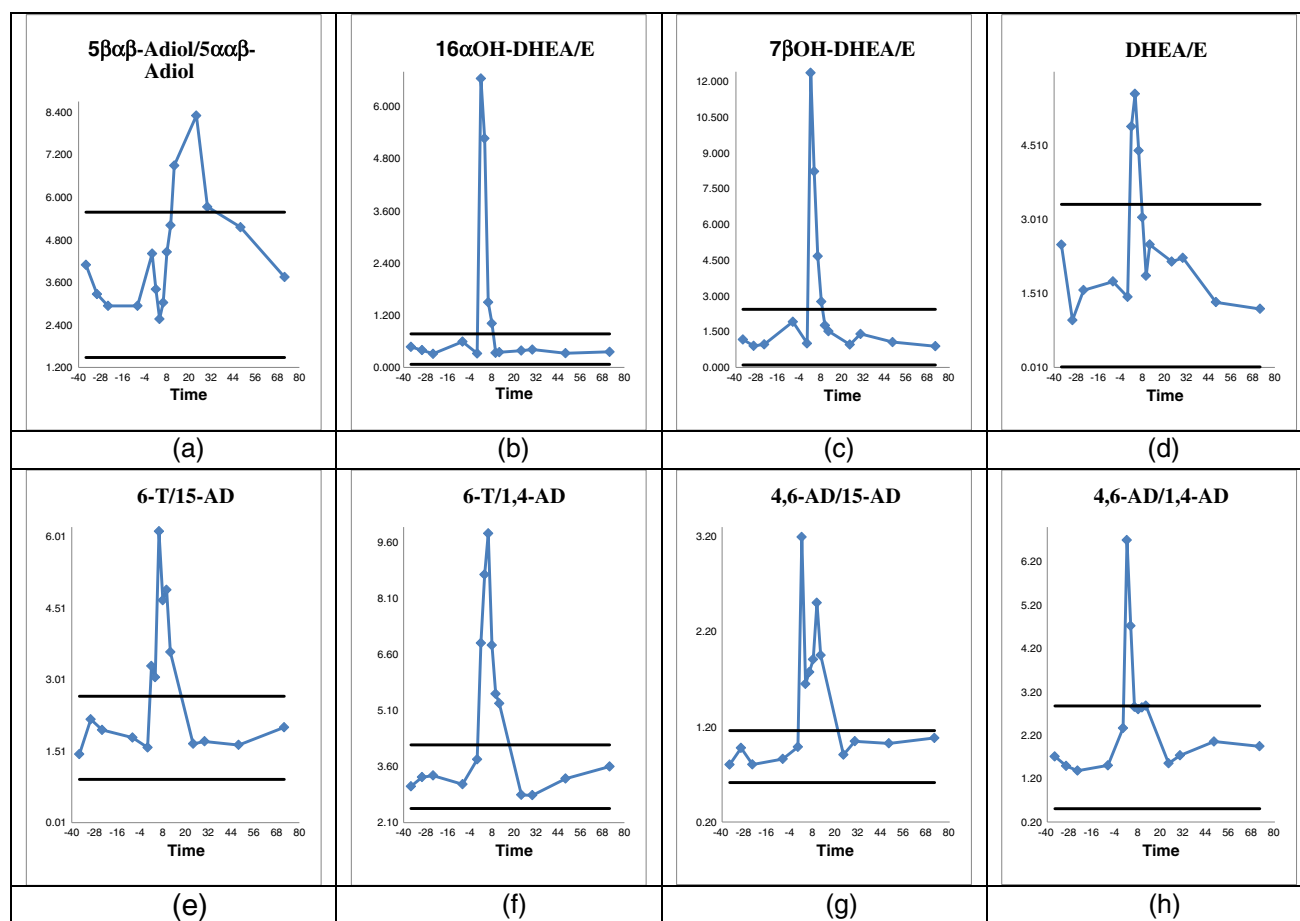 5βαβ-Adiol/5ααβ-
Adiol
8.400
7.200
6.000
4.800
3.600
2.400
1.200
-40 -28 -16 -4 8 20 32 44 56 68 80
Time
16αOH-DHEA/E
6.000
4.800
3.600
2.400
1.200
0.000
-40 -28 -16 -4 8 20 32 44 56 68 80
Time
7βOH-DHEA/E
12.000
10.500
9.000
7.500
6.000
4.500
3.000
1.500
0.000
-40 -28 -16 -4 8 20 32 44 56 68 80
Time
DHEA/E
4.510
3.010
1.510
0.010
-40 -28 -16 -4 8 20 32 44 56 68 80
Time
(a) (b) (c) (d)
6-T/15-AD
6.01
4.51
3.01
1.51
0.01
-40 -28 -16 -4 8 20 32 44 56 68 80
Time
6-T/1,4-AD
9.60
8.10
6.60
5.10
3.60
2.10
-40 -28 -16 -4 8 20 32 44 56 68 80
Time
4,6-AD/15-AD
3.20
2.20
1.20
0.20
-40 -28 -16 -4 8 20 32 44 56 68 80
Time
4,6-AD/1,4-AD
6.20
5.20
4.20
3.20
2.20
1.20
0.20
-40 -28 -16 -4 8 20 32 44 56 68 80
Time
(e) (f) (g) (h)